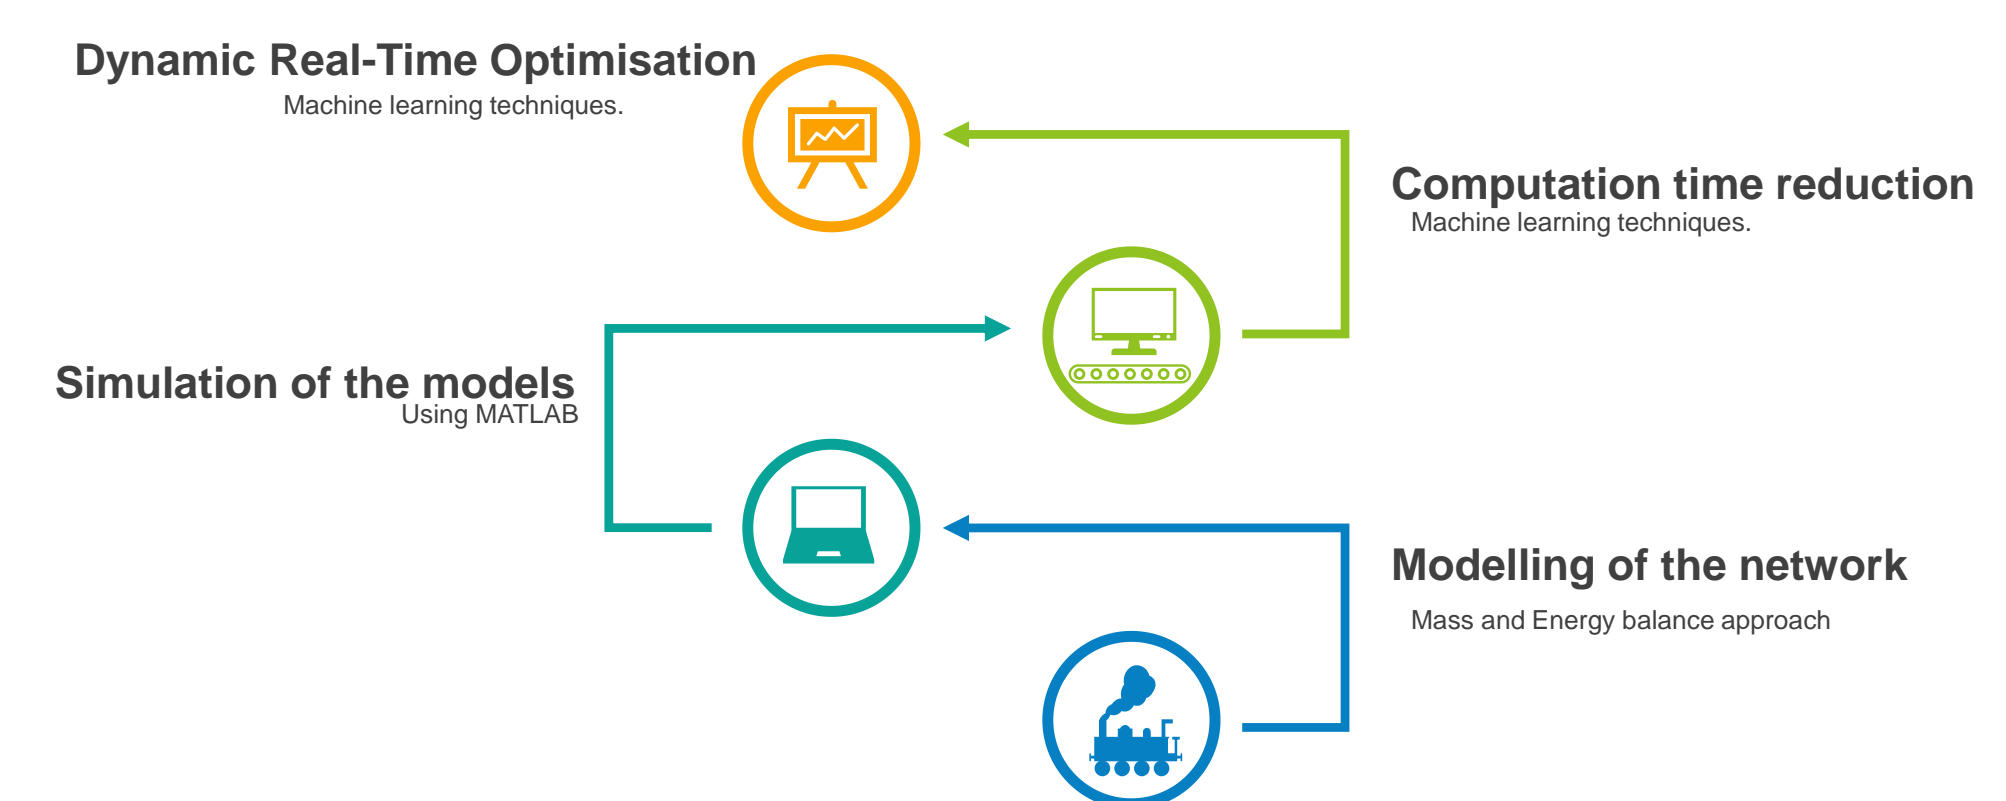 Dynamic Real-Time Optimisation
Machine learning techniques.
Computation time reduction
Machine learning techniques.
Simulation of the models
Using MATLAB
Modelling of the network
Mass and Energy balance approach